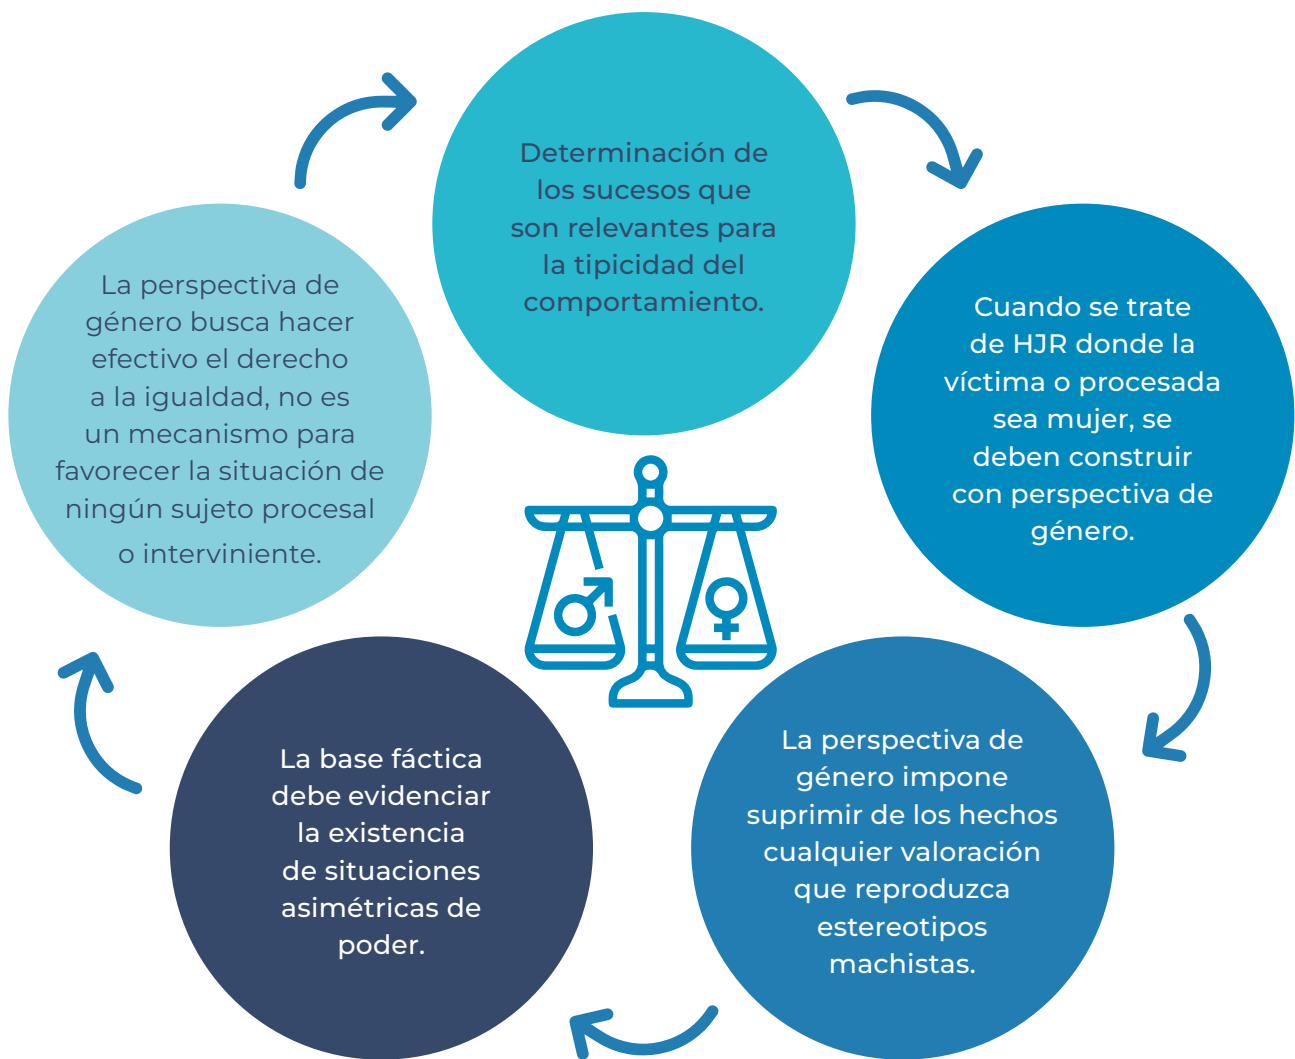 Determinación de
los sucesos que
son relevantes para
la tipicidad del
comportamiento.
Cuando se trate
de HJR donde la
víctima o procesada
sea mujer, se
deben construir
con perspectiva de
género.
La perspectiva de
género impone
suprimir de los hechos
cualquier valoración
que reproduzca
estereotipos
machistas.
La base fáctica
debe evidenciar
la existencia
de situaciones
asimétricas de
poder.
La perspectiva de
género busca hacer
efectivo el derecho
a la igualdad, no es
un mecanismo para
favorecer la situación de
ningún sujeto procesal
o interviniente.